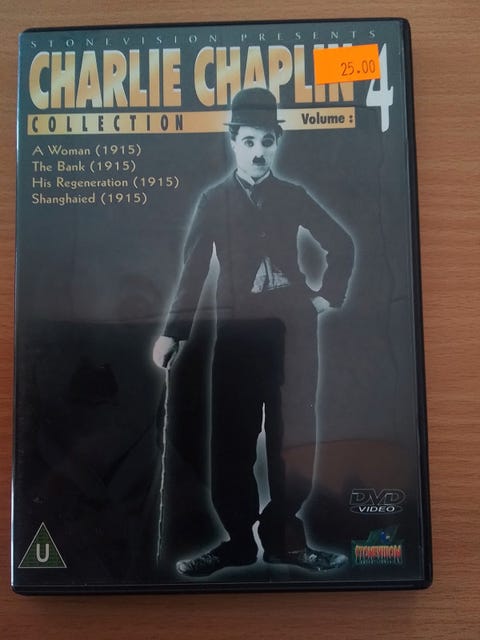 STONEVISION PRESENTS
CHARLIE CHAPLIN
25.00
COLLECTION Volume : 4
A Woman (1915)
The Bank (1915)
His Regeneration (1915)
Shanghaied (1915)
DVD
VIDEO
U
STONEVISION